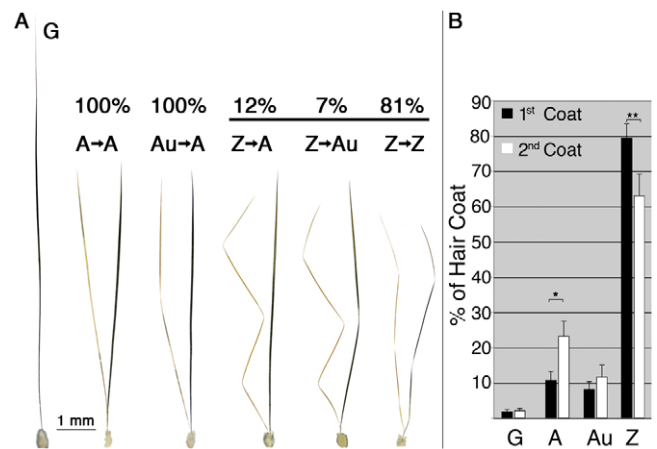 A
G
100% 100% 12% 7% 81%
A→A Au→A Z→A Z→Au Z→Z
1 mm
B
% of Hair Coat
90
80
70
60
50
40
30
20
10
1st Coat
2nd Coat
*
**
G A Au Z